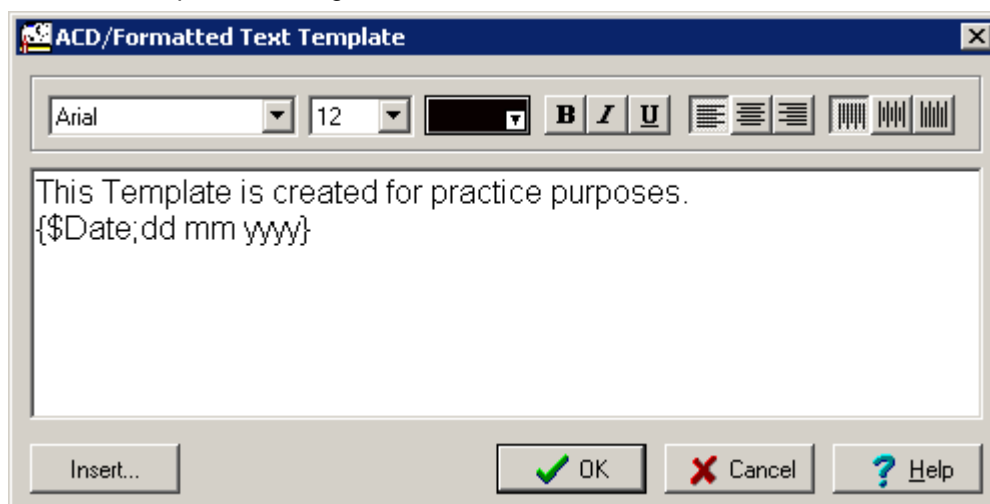 ACD/Formatted Text Template
Arial 12 B I U
This Template is created for practice purposes.
{$Date;dd mm yyyy}
Insert... OK Cancel ? Help